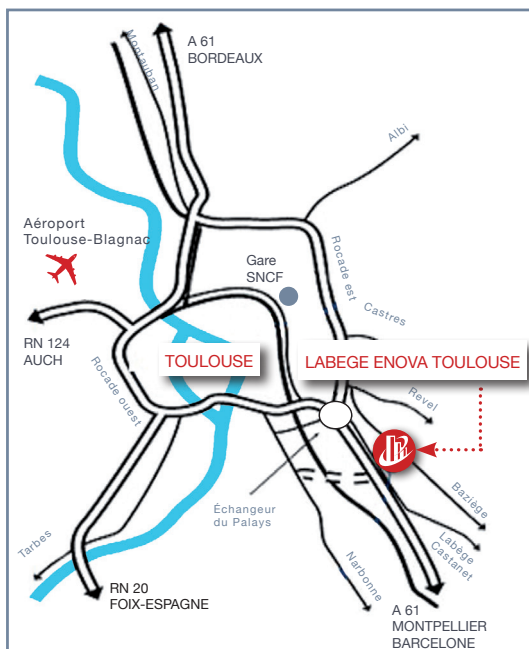 A 61
BORDEAUX
Montauban
Albi
Aéroport
Toulouse-Blagnac
Gare
SNCF
Rocade est
Castres
RN 124
AUCH
TOULOUSE
LABEGE ENOVA TOULOUSE
Rocade ouest
Revel
Échangeur
du Palays
Baziège
Labège
Castanet
Tarbes
Narbonne
RN 20
FOIX-ESPAGNE
A 61
MONTPELLIER
BARCELONE